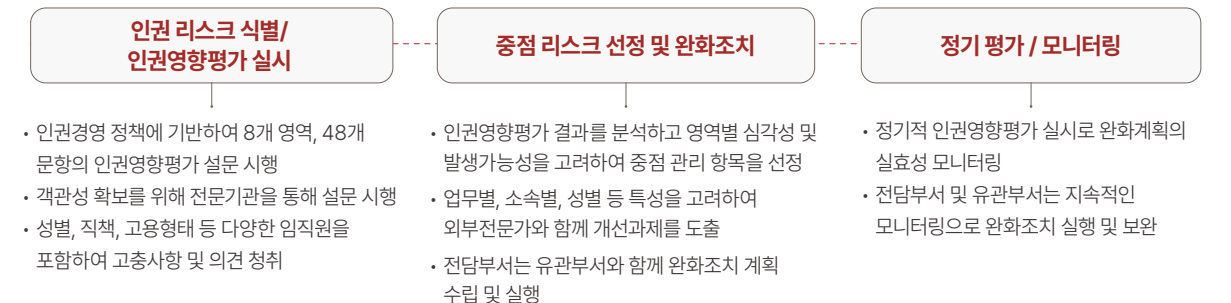 인권 리스크 식별/
인권영향평가 실시
• 인권경영 정책에 기반하여 8개 영역, 48개
문항의 인권영향평가 설문 시행
• 객관성 확보를 위해 전문기관을 통해 설문 시행
• 성별, 직책, 고용형태 등 다양한 임직원을
포함하여 고충사항 및 의견 청취
중점 리스크 선정 및 완화조치
• 인권영향평가 결과를 분석하고 영역별 심각성 및
발생가능성을 고려하여 중점 관리 항목을 선정
• 업무별, 소속별, 성별 등 특성을 고려하여
외부전문가와 함께 개선과제를 도출
• 전담부서는 유관부서와 함께 완화조치 계획
수립 및 실행
정기 평가 / 모니터링
• 정기적 인권영향평가 실시로 완화계획의
실효성 모니터링
• 전담부서 및 유관부서는 지속적인
모니터링으로 완화조치 실행 및 보완